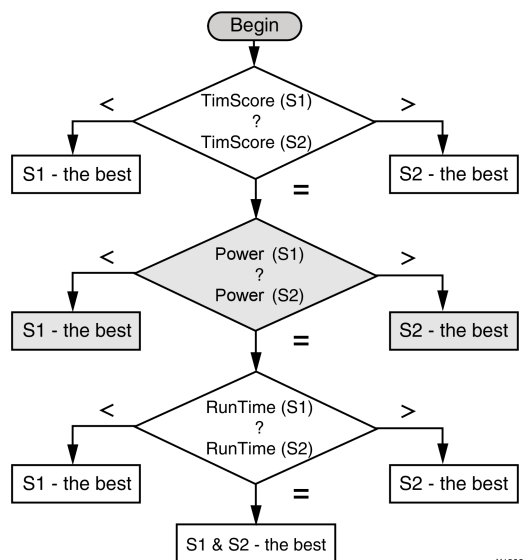 Begin
TimScore (S1)
<
?
>
TimScore (S2)
S1 - the best
S2 - the best
=
Power (S1)
<
?
>
Power (S2)
S1 - the best
S2 - the best
=
RunTime (S1)
<
?
>
RunTime (S2)
S1 - the best
S2 - the best
=
S1 & S2 - the best